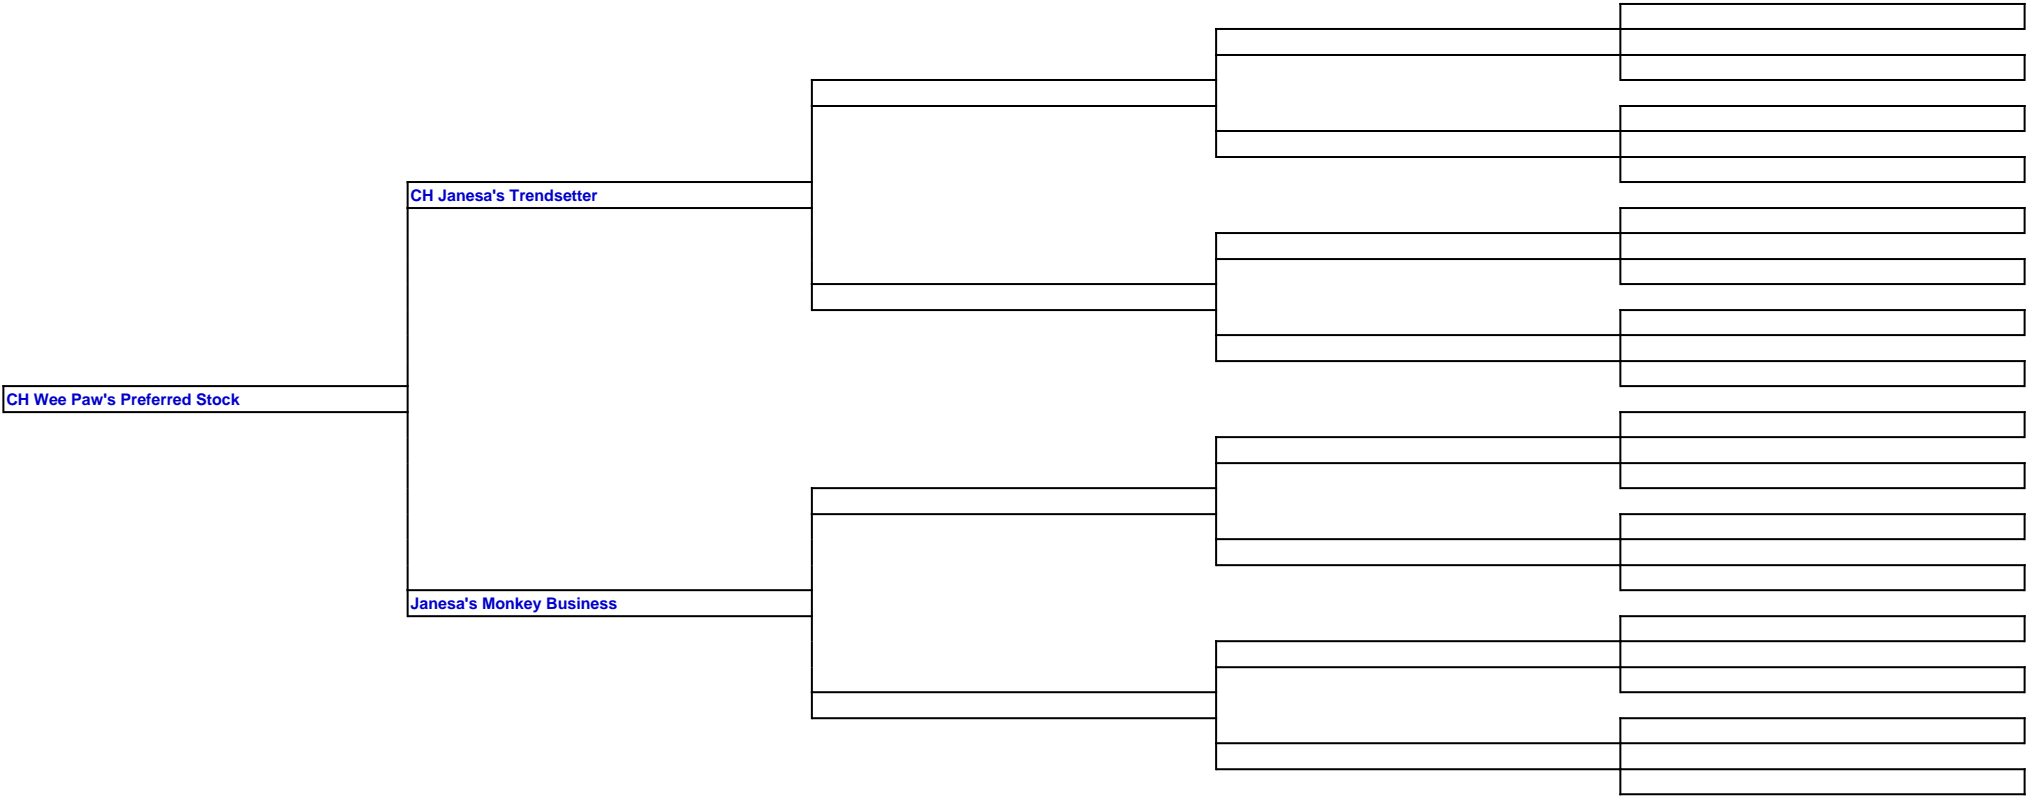 CH Janesa's Trendsetter
CH Wee Paw's Preferred Stock
Janesa's Monkey Business